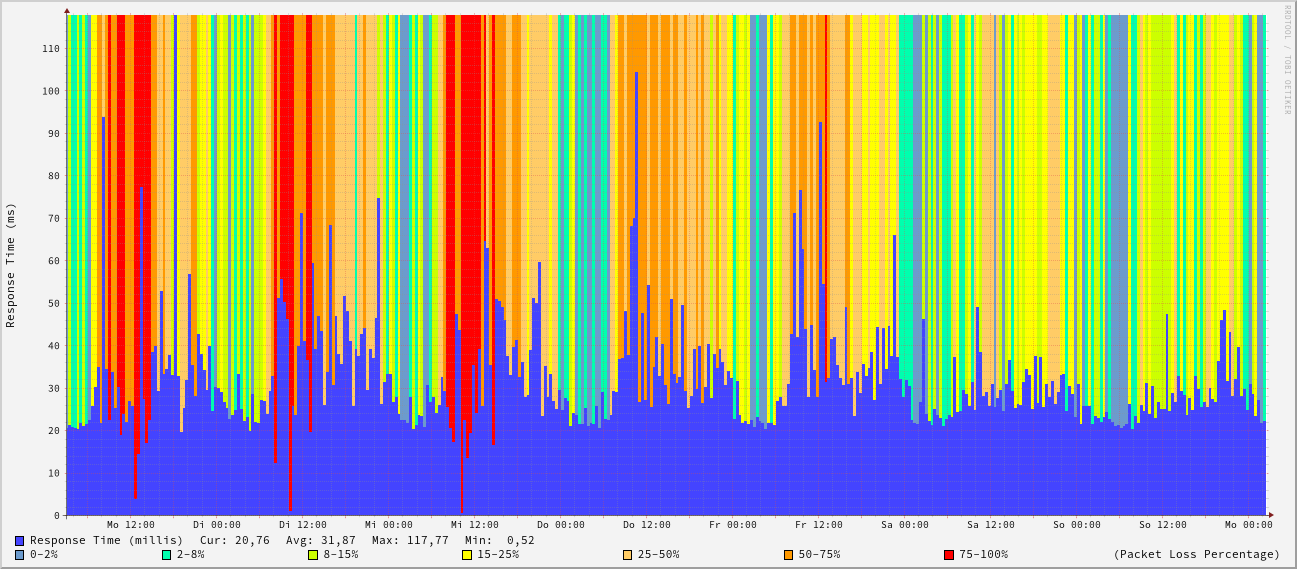 RRDTOOL / TOBI OETIKER
Response Time (ms)
110
100
90
80
70
60
50
40
30
20
10
0
Mo 12:00 Di 00:00 Di 12:00 Mi 00:00 Mi 12:00 Do 00:00 Do 12:00 Fr 00:00 Fr 12:00 Sa 00:00 Sa 12:00 So 00:00 So 12:00 Mo 00:00
Response Time (millis) Cur: 20,76 Avg: 31,87 Max: 117,77 Min: 0,52
0-2% 2-8% 8-15% 15-25% 25-50% 50-75% 75-100% (Packet Loss Percentage)